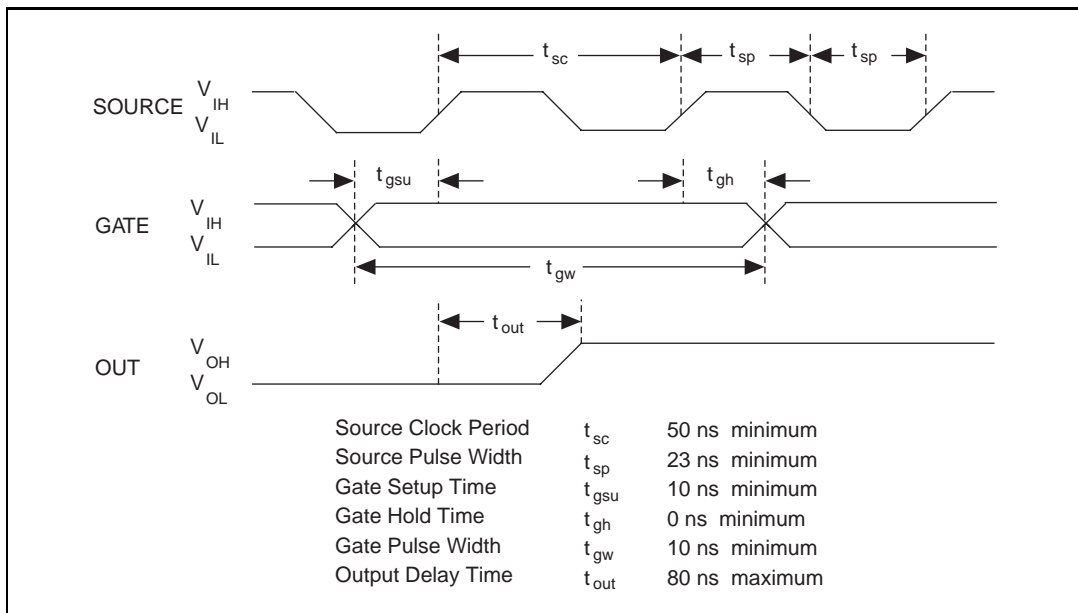 t sc
t sp
t sp
SOURCE
V IH
V IL
t gsu
t gh
GATE
V IH
V IL
t gw
t out
OUT
V OH
V OL
Source Clock Period t sc 50 ns minimum
Source Pulse Width t sp 23 ns minimum
Gate Setup Time t gsu 10 ns minimum
Gate Hold Time t gh 0 ns minimum
Gate Pulse Width t gw 10 ns minimum
Output Delay Time t out 80 ns maximum